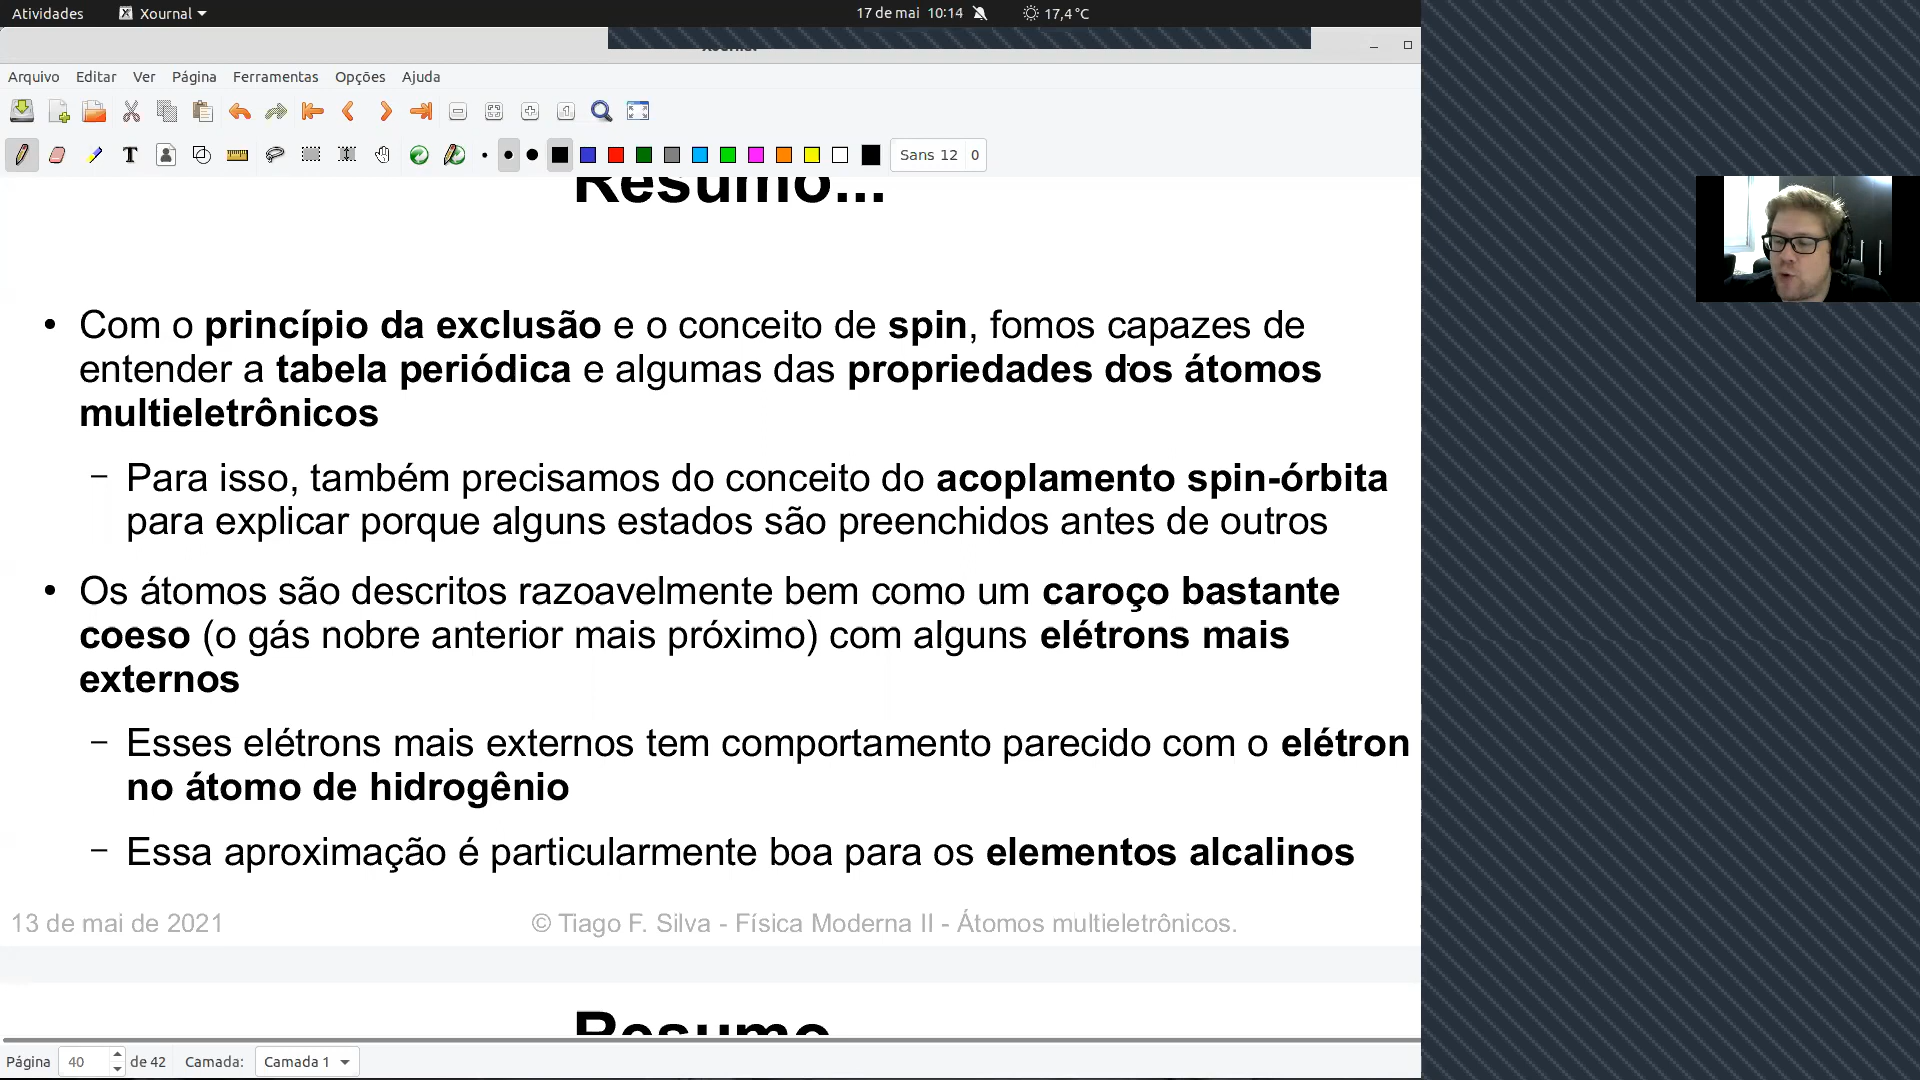 Atividades Xournal 17 de mai 10:14 17,4 °C
Arquivo Editar Ver Página Ferramentas Opções Ajuda
Sans 12 0
Resumo...
• Com o princípio da exclusão e o conceito de spin, fomos capazes de
entender a tabela periódica e algumas das propriedades dos átomos
multieletrônicos
– Para isso, também precisamos do conceito do acoplamento spin-órbita
para explicar porque alguns estados são preenchidos antes de outros
• Os átomos são descritos razoavelmente bem como um caroço bastante
coeso (o gás nobre anterior mais próximo) com alguns elétrons mais
externos
– Esses elétrons mais externos tem comportamento parecido com o elétron
no átomo de hidrogênio
– Essa aproximação é particularmente boa para os elementos alcalinos
13 de mai de 2021 © Tiago F. Silva - Física Moderna II - Átomos multieletrônicos.
Resumo
Página 40 de 42 Camada: Camada 1